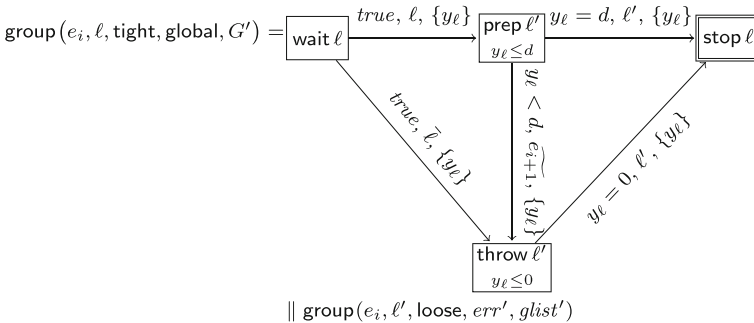 group(e_i, ℓ, tight, global, G′) =
wait ℓ
true, ℓ, {y_ℓ}
prep ℓ′
y_ℓ≤d
y_ℓ = d, ℓ′, {y_ℓ}
stop ℓ
true, ℓ̄, {y_ℓ}
y_ℓ < d, e͠_{i+1}, {y_ℓ}
y_ℓ = 0, ℓ′, {y_ℓ}
throw ℓ′
y_ℓ≤0
∥ group(e_i, ℓ′, loose, err′, glist′)